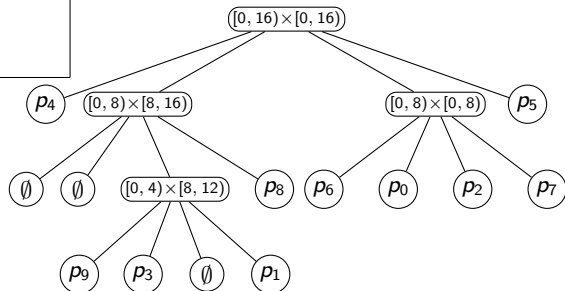 [0, 16)×[0, 16)
p₄ [0, 8)×[8, 16) [0, 8)×[0, 8) p₅
∅ ∅ [0, 4)×[8, 12) p₈ p₆ p₀ p₂ p₇
p₉ p₃ ∅ p₁